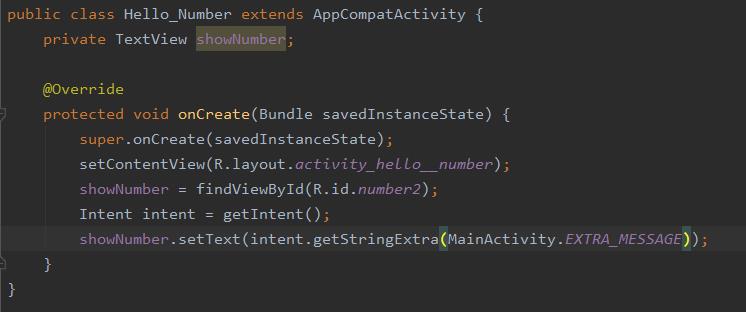 public class Hello_Number extends AppCompatActivity {
private TextView showNumber;
@Override
protected void onCreate(Bundle savedInstanceState) {
super.onCreate(savedInstanceState);
setContentView(R.layout.activity_hello__number);
showNumber = findViewById(R.id.number2);
Intent intent = getIntent();
showNumber.setText(intent.getStringExtra(MainActivity.EXTRA_MESSAGE));
}
}